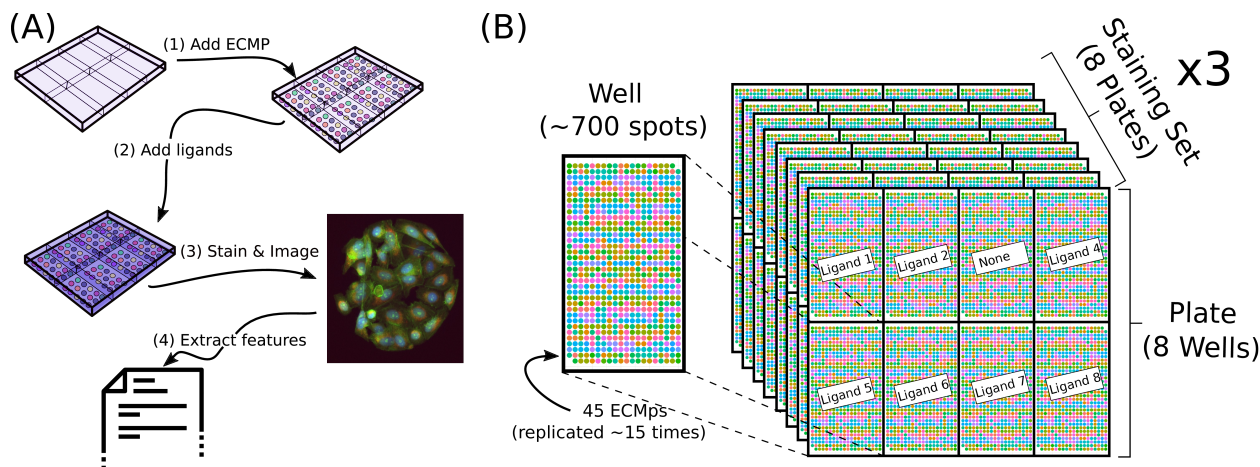 (A)
(1) Add ECMP
(2) Add ligands
(3) Stain & Image
(4) Extract features
(B)
Well
(~700 spots)
45 ECMps
(replicated ~15 times)
Staining Set
(8 Plates)
x3
Ligand 1
Ligand 2
None
Ligand 4
Ligand 5
Ligand 6
Ligand 7
Ligand 8
Plate
(8 Wells)